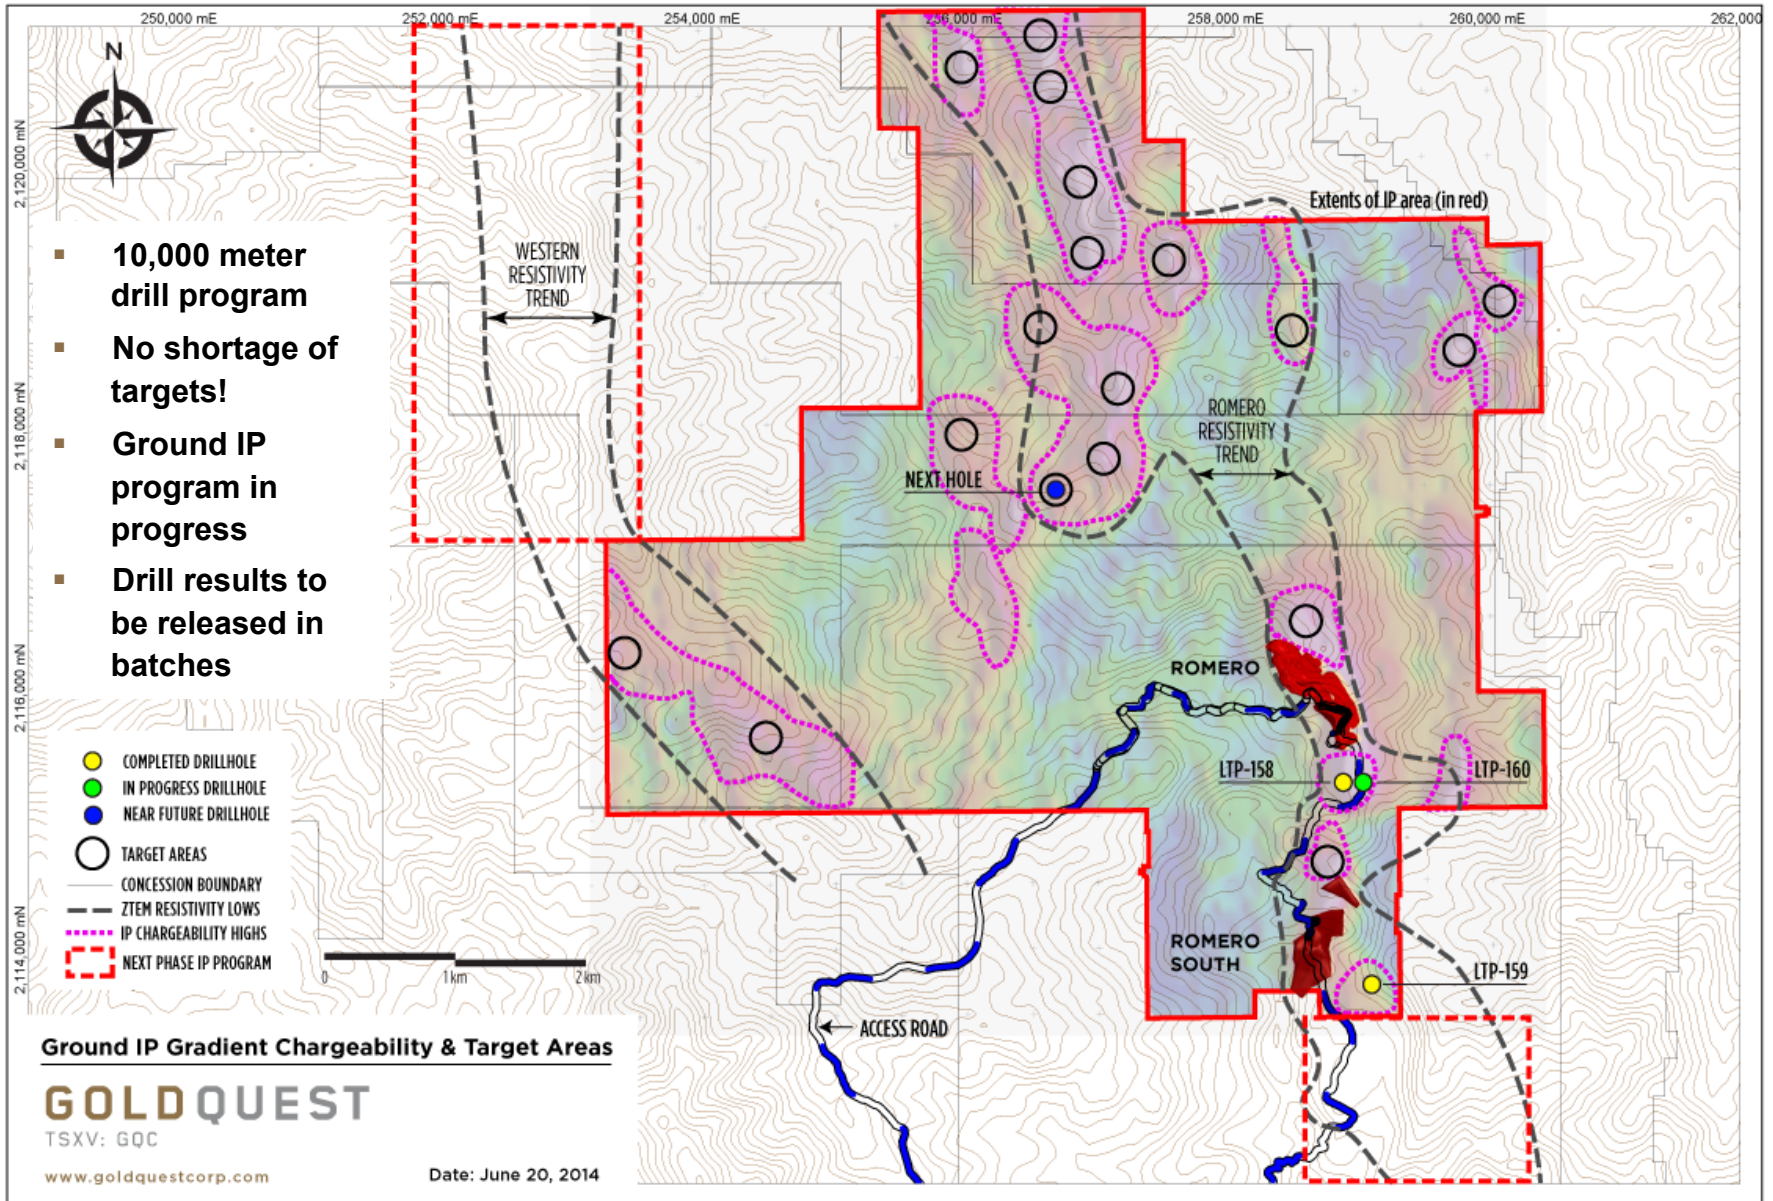 250,000 mE
252,000 mE
254,000 mE
256,000 mE
258,000 mE
260,000 mE
262,000
N
2,120,000 mN
2,118,000 mN
2,116,000 mN
2,114,000 mN
▪ 10,000 meter
drill program
▪ No shortage of
targets!
▪ Ground IP
program in
progress
▪ Drill results to
be released in
batches
WESTERN
RESISTIVITY
TREND
Extents of IP area (in red)
ROMERO
RESISTIVITY
TREND
NEXT HOLE
ROMERO
LTP-158
LTP-160
ROMERO
SOUTH
LTP-159
ACCESS ROAD
COMPLETED DRILLHOLE
IN PROGRESS DRILLHOLE
NEAR FUTURE DRILLHOLE
TARGET AREAS
CONCESSION BOUNDARY
ZTEM RESISTIVITY LOWS
IP CHARGEABILITY HIGHS
NEXT PHASE IP PROGRAM
0 1 km 2 km
Ground IP Gradient Chargeability & Target Areas
GOLDQUEST
TSXV: GQC
www.goldquestcorp.com
Date: June 20, 2014